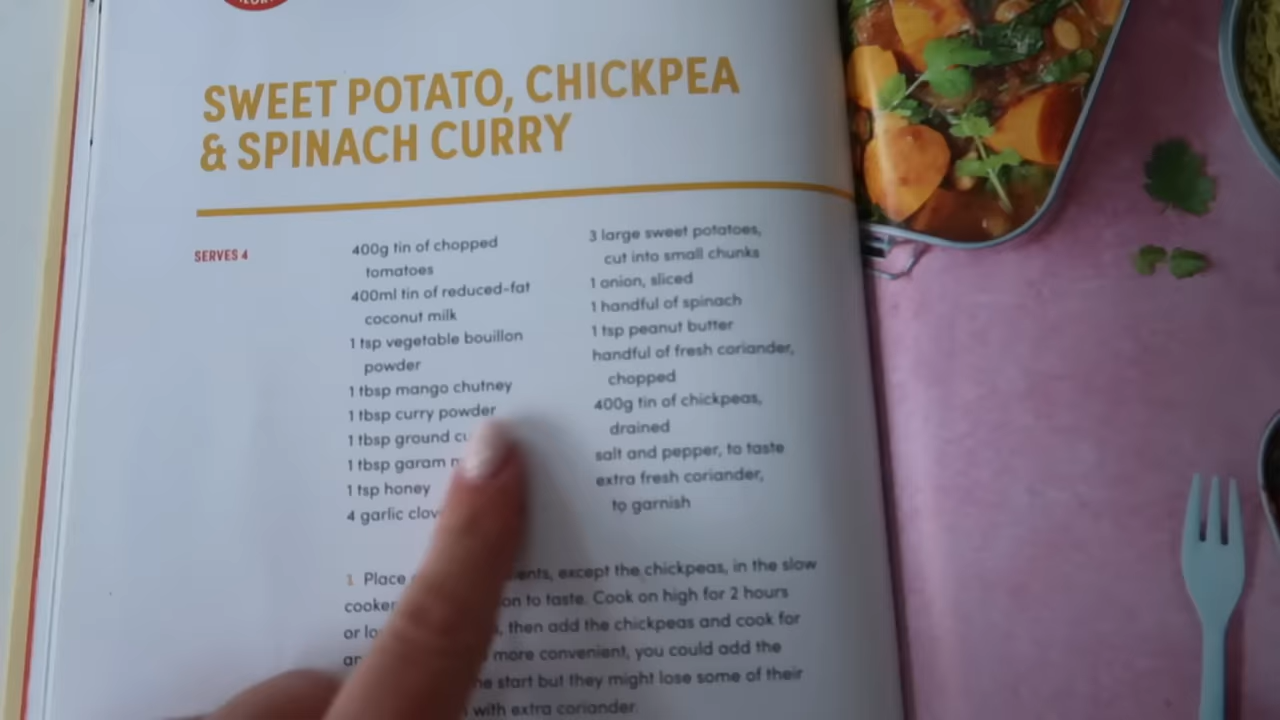 SWEET POTATO, CHICKPEA
& SPINACH CURRY
SERVES 4
400g tin of chopped
tomatoes
400ml tin of reduced-fat
coconut milk
1 tsp vegetable bouillon
powder
1 tbsp mango chutney
1 tbsp curry powder
1 tbsp ground
1 tbsp garam
1 tsp honey
4 garlic
3 large sweet potatoes,
cut into small chunks
1 onion, sliced
1 handful of spinach
1 tsp peanut butter
handful of fresh coriander,
chopped
400g tin of chickpeas,
drained
salt and pepper, to taste
extra fresh coriander,
to garnish
1 Place except the chickpeas, in the slow
to taste. Cook on high for 2 hours
or then add the chickpeas and cook for
more convenient, you could add the
start but they might lose some of their
with extra coriander.